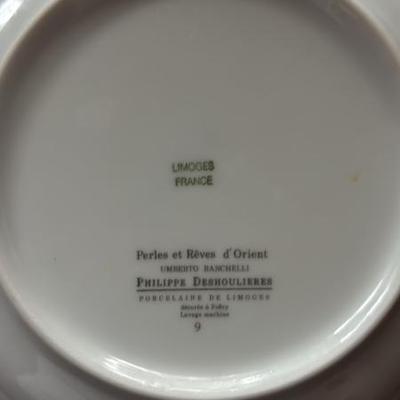 LIMOGES
FRANCE
Perles et Rêves d'Orient
UMBERTO BANCHELLI
PHILIPPE DESHOULIERES
PORCELAINE DE LIMOGES
décorée à Foëcy
Lavage machine
9